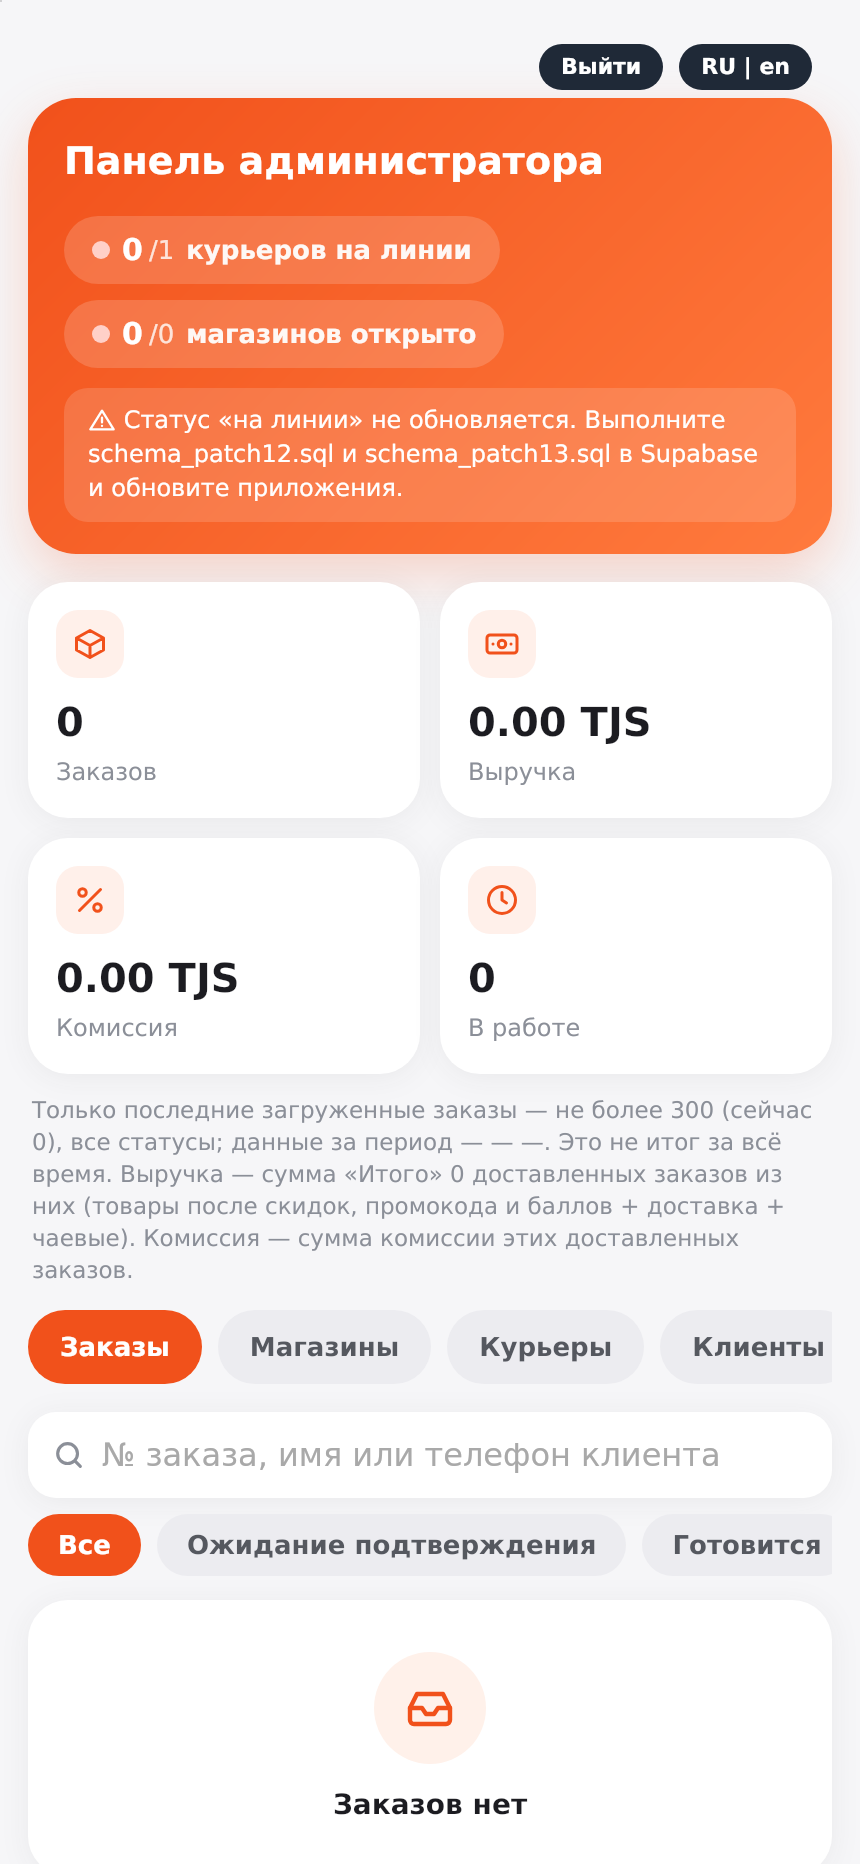 Выйти
RU | en
Панель администратора
0 /1 курьеров на линии
0 /0 магазинов открыто
Статус «на линии» не обновляется. Выполните
schema_patch12.sql и schema_patch13.sql в Supabase
и обновите приложения.
0
Заказов
0.00 TJS
Выручка
0.00 TJS
Комиссия
0
В работе
Только последние загруженные заказы — не более 300 (сейчас
0), все статусы; данные за период — — —. Это не итог за всё
время. Выручка — сумма «Итого» 0 доставленных заказов из
них (товары после скидок, промокода и баллов + доставка +
чаевые). Комиссия — сумма комиссии этих доставленных
заказов.
Заказы Магазины Курьеры Клиенты
№ заказа, имя или телефон клиента
Все Ожидание подтверждения Готовится
Заказов нет